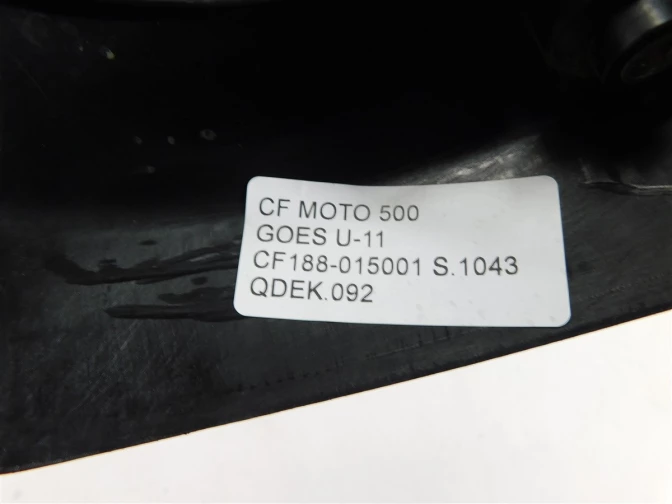 CF MOTO 500
GOES U-11
CF188-015001 S.1043
QDEK.092